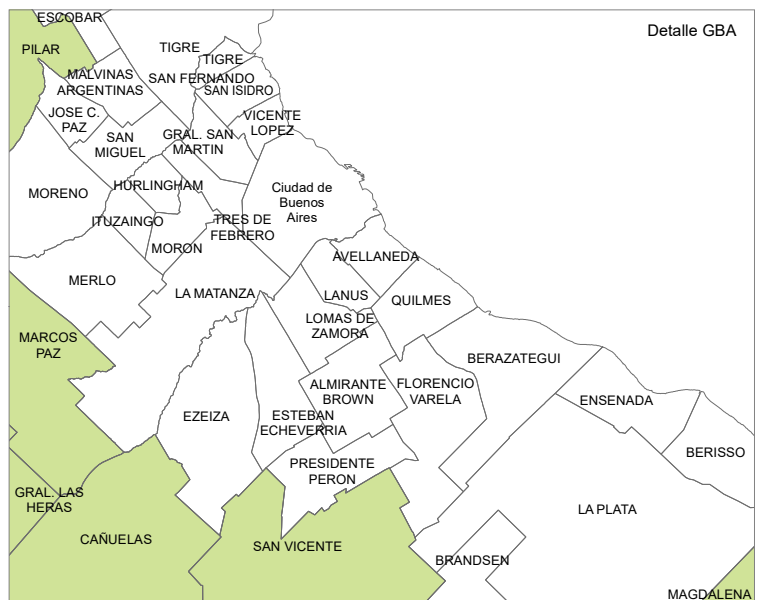 ESCOBAR
Detalle GBA
PILAR
TIGRE
TIGRE
MALVINAS
ARGENTINAS
SAN FERNANDO
SAN ISIDRO
JOSE C.
PAZ
VICENTE
LOPEZ
SAN
MIGUEL
GRAL. SAN
MARTIN
MORENO
HURLINGHAM
Ciudad de
Buenos
Aires
ITUZAINGO
TRES DE
FEBRERO
MORON
AVELLANEDA
MERLO
LA MATANZA
LANUS
QUILMES
LOMAS DE
ZAMORA
MARCOS
PAZ
BERAZATEGUI
ALMIRANTE
BROWN
FLORENCIO
VARELA
EZEIZA
ESTEBAN
ECHEVERRIA
ENSENADA
BERISSO
PRESIDENTE
PERON
GRAL. LAS
HERAS
LA PLATA
CAÑUELAS
SAN VICENTE
BRANDSEN
MAGDALENA